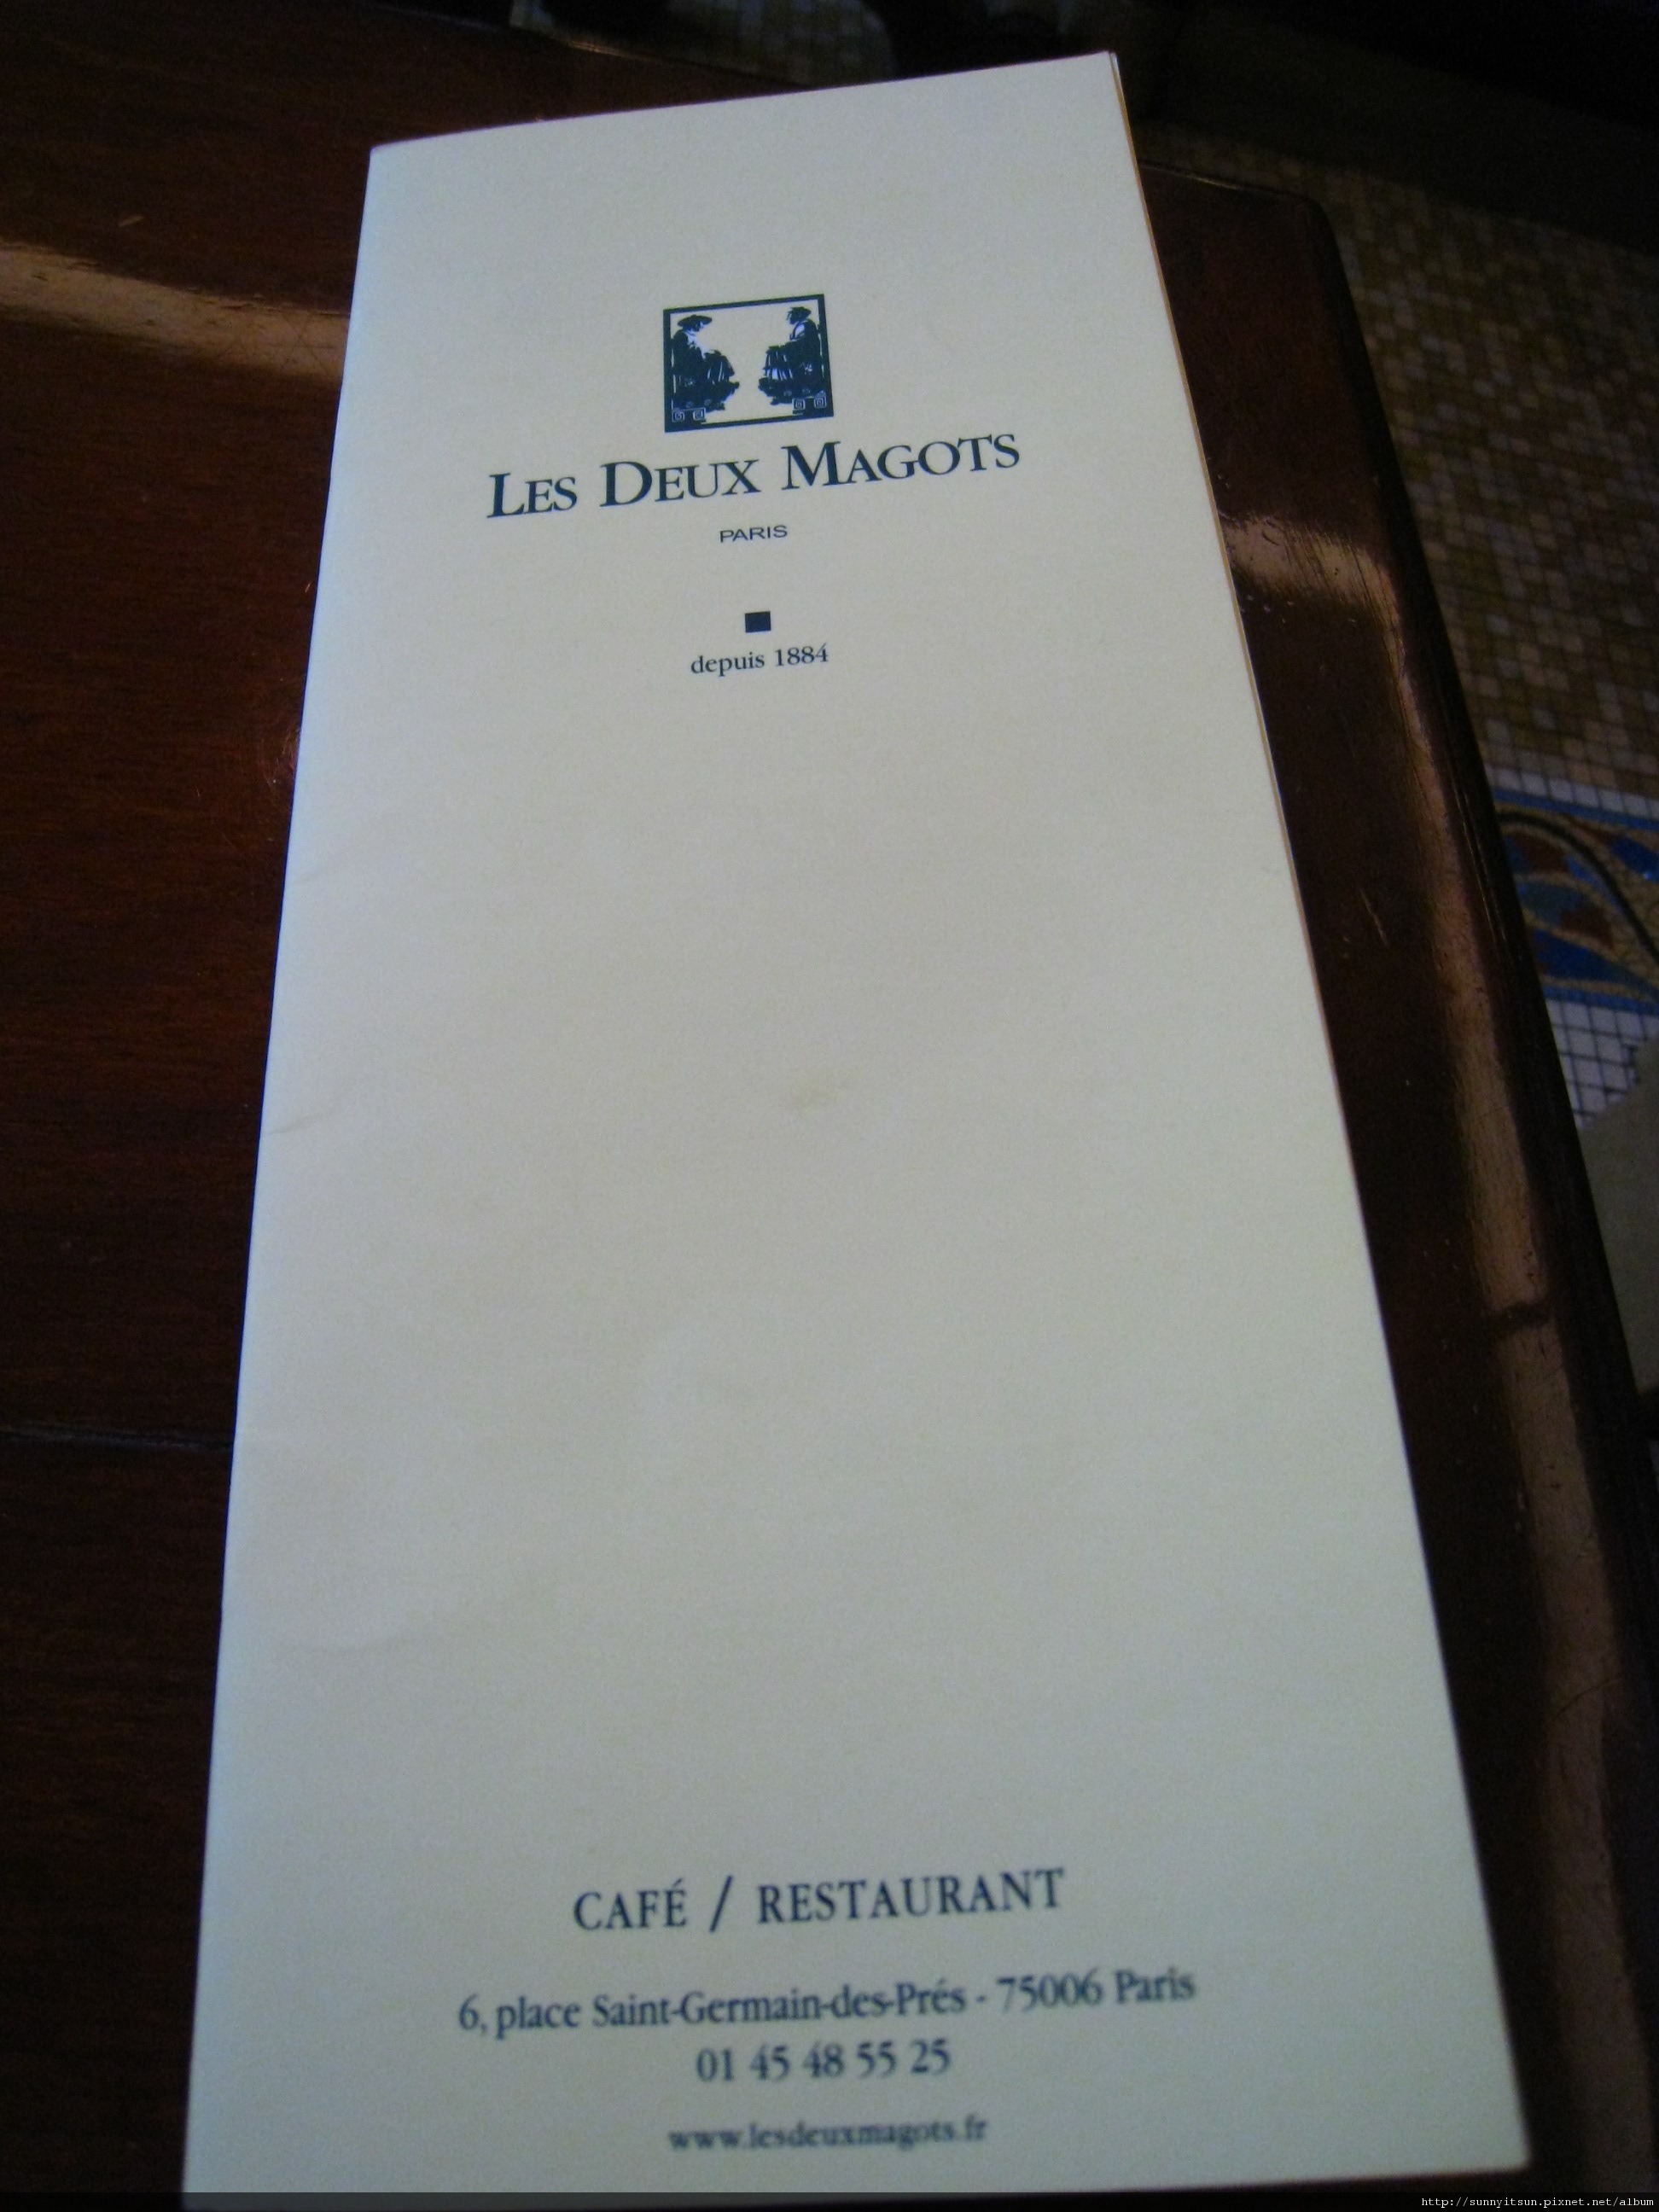 LES DEUX MAGOTS
PARIS
depuis 1884
CAFÉ / RESTAURANT
6, place Saint-Germain-des-Prés - 75006 Paris
01 45 48 55 25
www.lesdeuxmagots.fr
http://sunnyitsun.pixnet.net/album